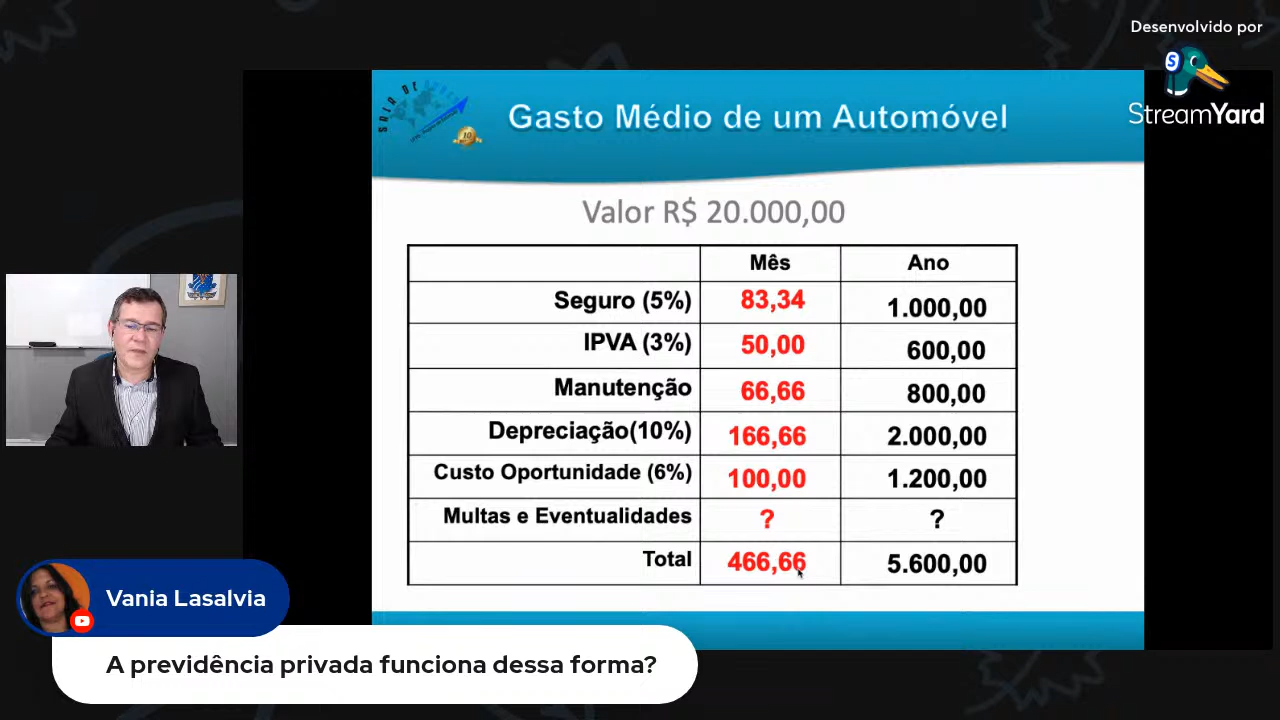 Desenvolvido por
StreamYard
SALA DE
10
Gasto Médio de um Automóvel
Valor R$ 20.000,00
Mês Ano
Seguro (5%) 83,34 1.000,00
IPVA (3%) 50,00 600,00
Manutenção 66,66 800,00
Depreciação(10%) 166,66 2.000,00
Custo Oportunidade (6%) 100,00 1.200,00
Multas e Eventualidades ? ?
Total 466,66 5.600,00
Vania Lasalvia
A previdência privada funciona dessa forma?